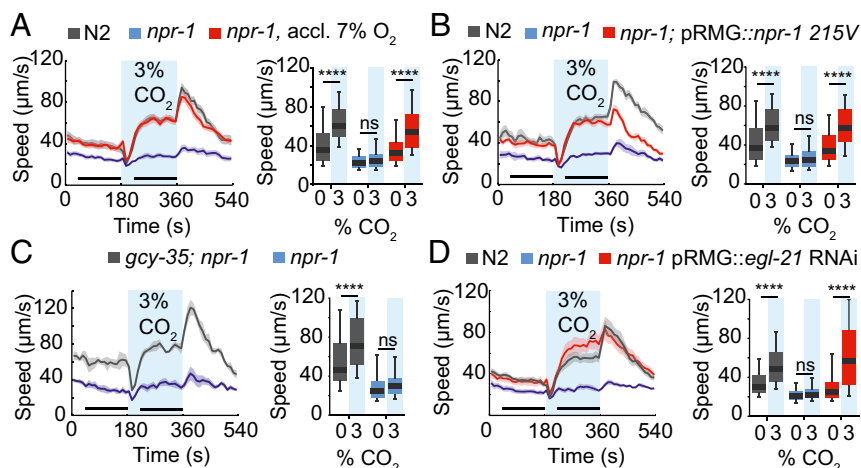 A
N2 npr-1 npr-1, accl. 7% O2
Speed (µm/s)
120
80
40
0
3%
CO2
0 180 360 540
Time (s)
Speed (µm/s)
120
80
40
0
**** ns ****
0 3 0 3 0 3
% CO2
B
N2 npr-1 npr-1; pRMG::npr-1 215V
Speed (µm/s)
120
80
40
0
3%
CO2
0 180 360 540
Time (s)
Speed (µm/s)
120
80
40
0
**** ns ****
0 3 0 3 0 3
% CO2
C
gcy-35; npr-1 npr-1
Speed (µm/s)
120
80
40
0
3%
CO2
0 180 360 540
Time (s)
Speed (µm/s)
120
80
40
0
**** ns
0 3 0 3
% CO2
D
N2 npr-1 npr-1 pRMG::egl-21 RNAi
Speed (µm/s)
120
80
40
0
3%
CO2
0 180 360 540
Time (s)
Speed (µm/s)
120
80
40
0
**** ns ****
0 3 0 3 0 3
% CO2